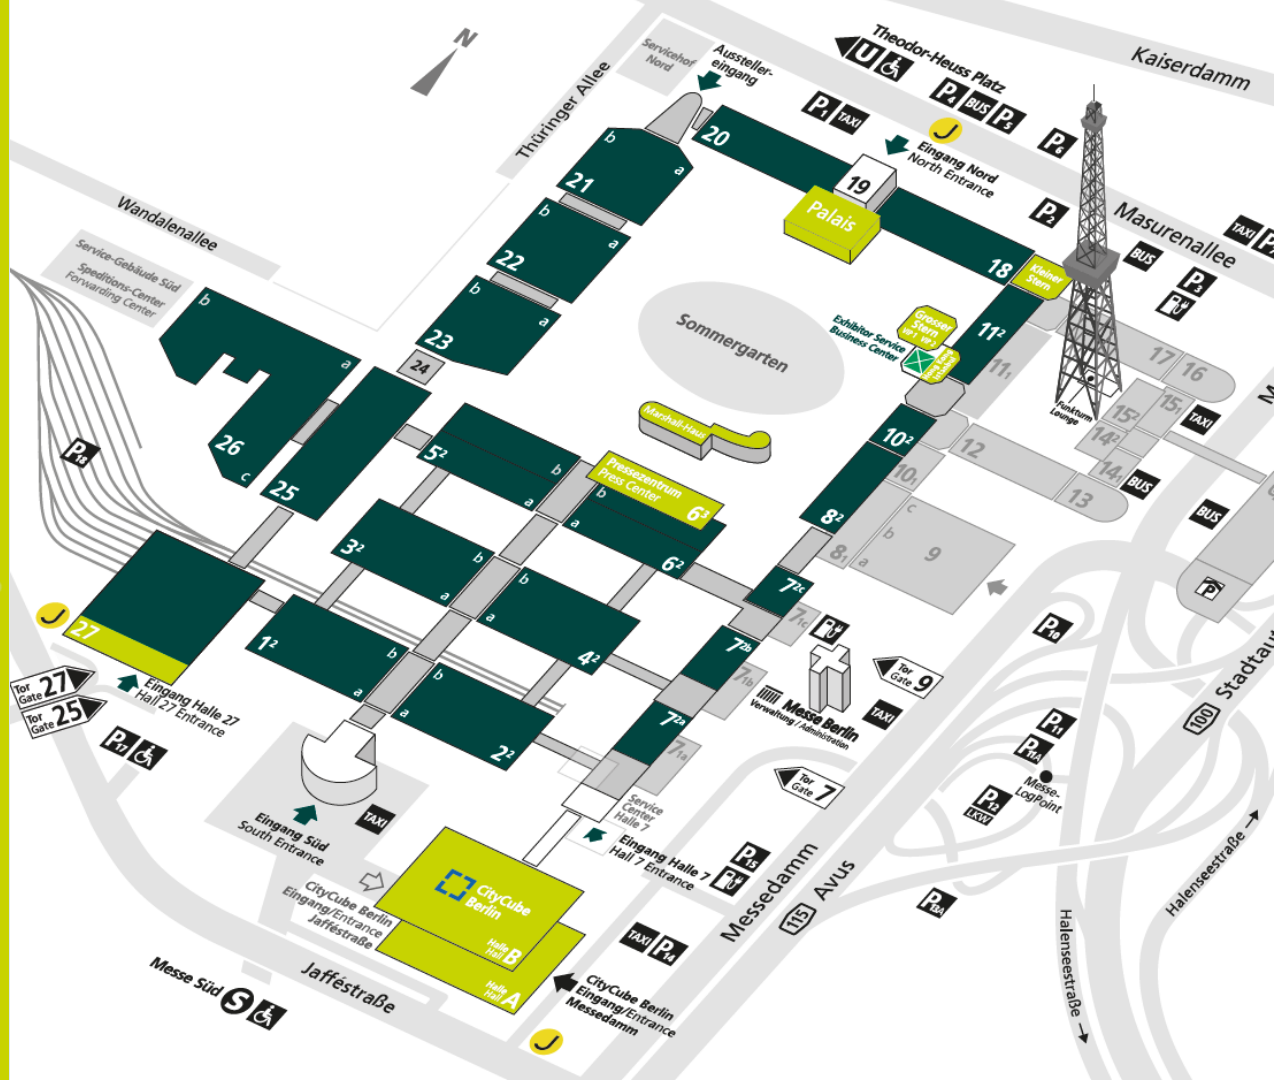 N
Servicehof
Nord
Aussteller-
eingang
Theodor-Heuss Platz
U
Kaiserdamm
P4
BUS
P5
P1
TAXI
P6
Thüringer Allee
Eingang Nord
North Entrance
20
19
Palais
P2
Masurenallee
TAXI
BUS
P3
b
a
21
b
a
22
b
a
23
24
Wandalenallee
Service-Gebäude Süd
Speditions-Center
Forwarding Center
18
Kleiner
Stern
Grosser
Stern
Exhibitor Service
Business Center
11²
11₁
Sommergarten
Marshall-Haus
Funkturm
Lounge
17
16
15²
15₁
14²
14₁
TAXI
BUS
BUS
12
13
P
10²
10₁
8²
8₁
c
b
a
9
b
a
26
c
25
P18
5²
b
a
Pressezentrum
Press Center
6³
b
a
6²
3²
b
a
b
4²
7²c
7₁c
7²b
7₁b
7²a
7₁a
27
1²
b
a
b
a
2²
Tor
Gate 27
Tor
Gate 25
Eingang Halle 27
Hall 27 Entrance
P17
Messe Berlin
Verwaltung / Administration
TAXI
Tor
Gate 9
Tor
Gate 7
P10
100
P11
P11A
Messe-
LogPoint
P12
LKW
Service
Center
Halle 7
Eingang Halle 7
Hall 7 Entrance
P15
Eingang Süd
South Entrance
TAXI
CityCube
Berlin
Halle
Hall B
Halle
Hall A
CityCube Berlin
Eingang/Entrance
Jafféstraße
Messedamm
115
Avus
P13A
Halenseestraße
Halenseestraße
TAXI
P14
CityCube Berlin
Eingang/Entrance
Messedamm
Messe Süd
S
Jafféstraße